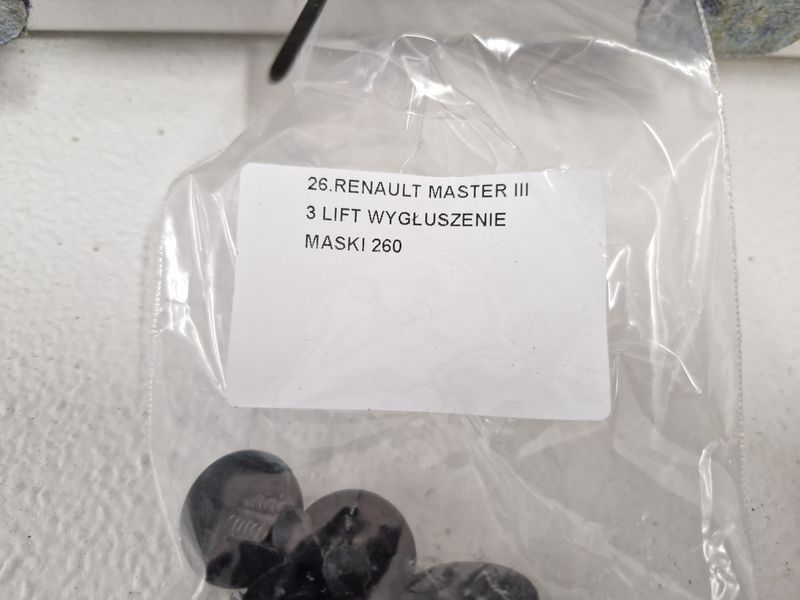 26.RENAULT MASTER III
3 LIFT WYGŁUSZENIE
MASKI 260